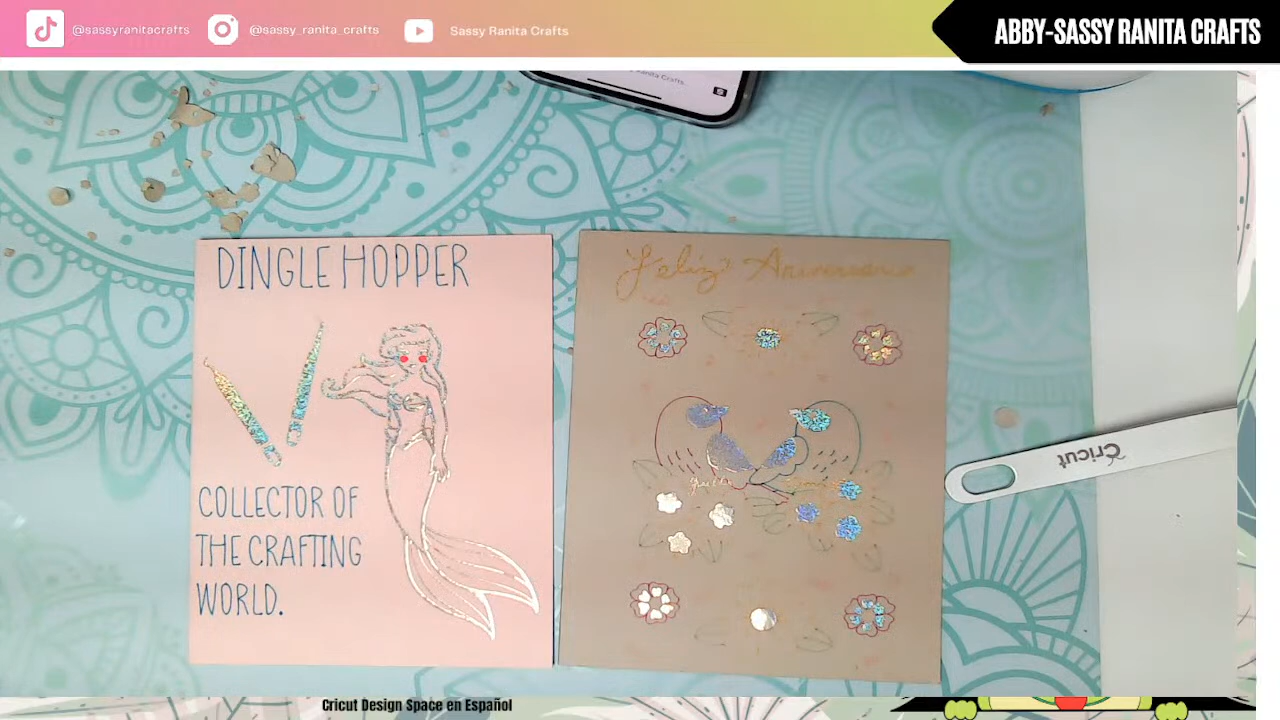 @sassyranitacrafts
@sassy_ranita_crafts
Sassy Ranita Crafts
ABBY-SASSY RANITA CRAFTS
DINGLE HOPPER
COLLECTOR OF
THE CRAFTING
WORLD.
Feliz Aniversario
Cricut
Cricut Design Space en Español